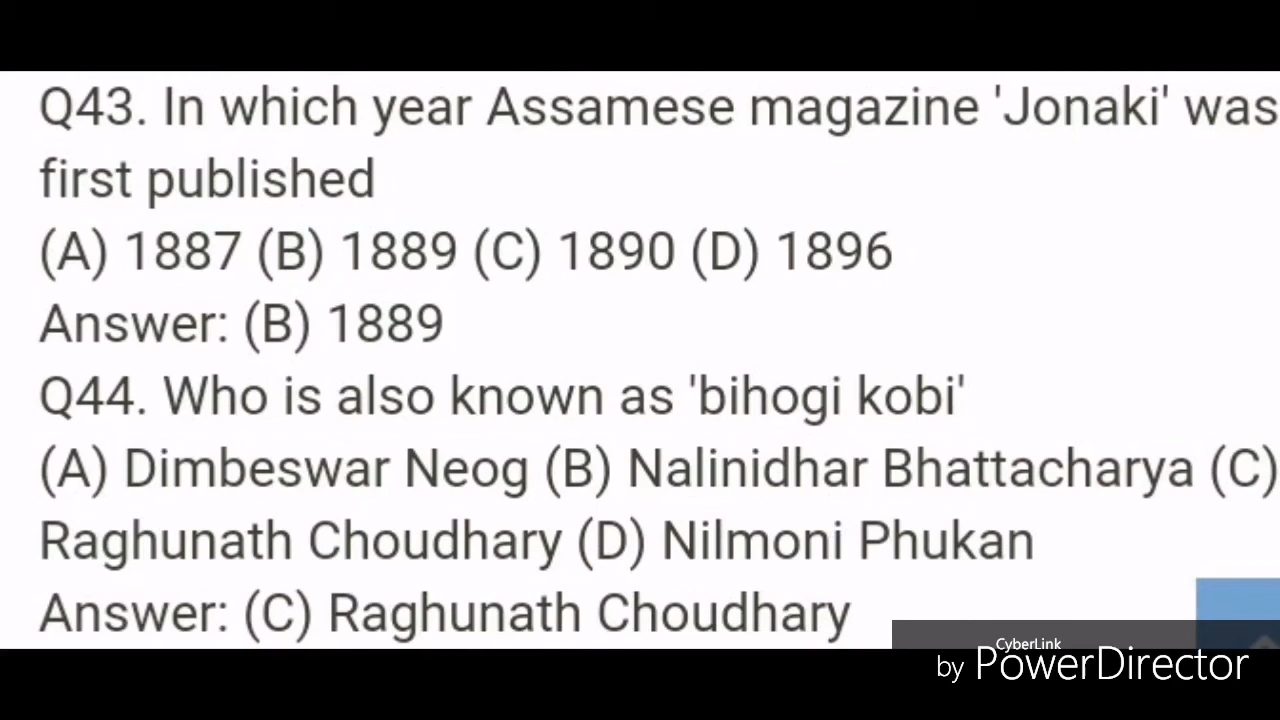 Q43. In which year Assamese magazine 'Jonaki' was
first published
(A) 1887 (B) 1889 (C) 1890 (D) 1896
Answer: (B) 1889
Q44. Who is also known as 'bihogi kobi'
(A) Dimbeswar Neog (B) Nalinidhar Bhattacharya (C)
Raghunath Choudhary (D) Nilmoni Phukan
Answer: (C) Raghunath Choudhary
CyberLink
by PowerDirector